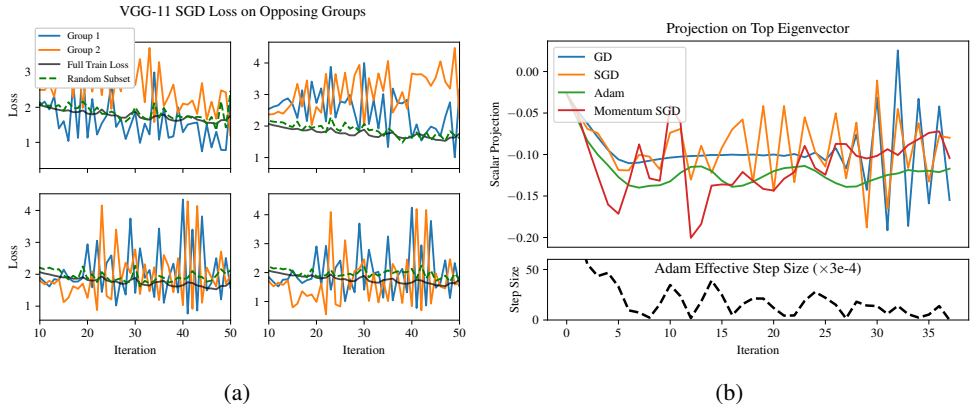 VGG-11 SGD Loss on Opposing Groups
Group 1
Group 2
Full Train Loss
Random Subset
Loss
3
2
1
4
3
2
1
Loss
4
3
2
1
10 20 30 40 50
Iteration
4
3
2
1
10 20 30 40 50
Iteration
(a)
Projection on Top Eigenvector
GD
SGD
Adam
Momentum SGD
Scalar Projection
0.00
−0.05
−0.10
−0.15
−0.20
Adam Effective Step Size (×3e-4)
Step Size
50
0
0 5 10 15 20 25 30 35
Iteration
(b)